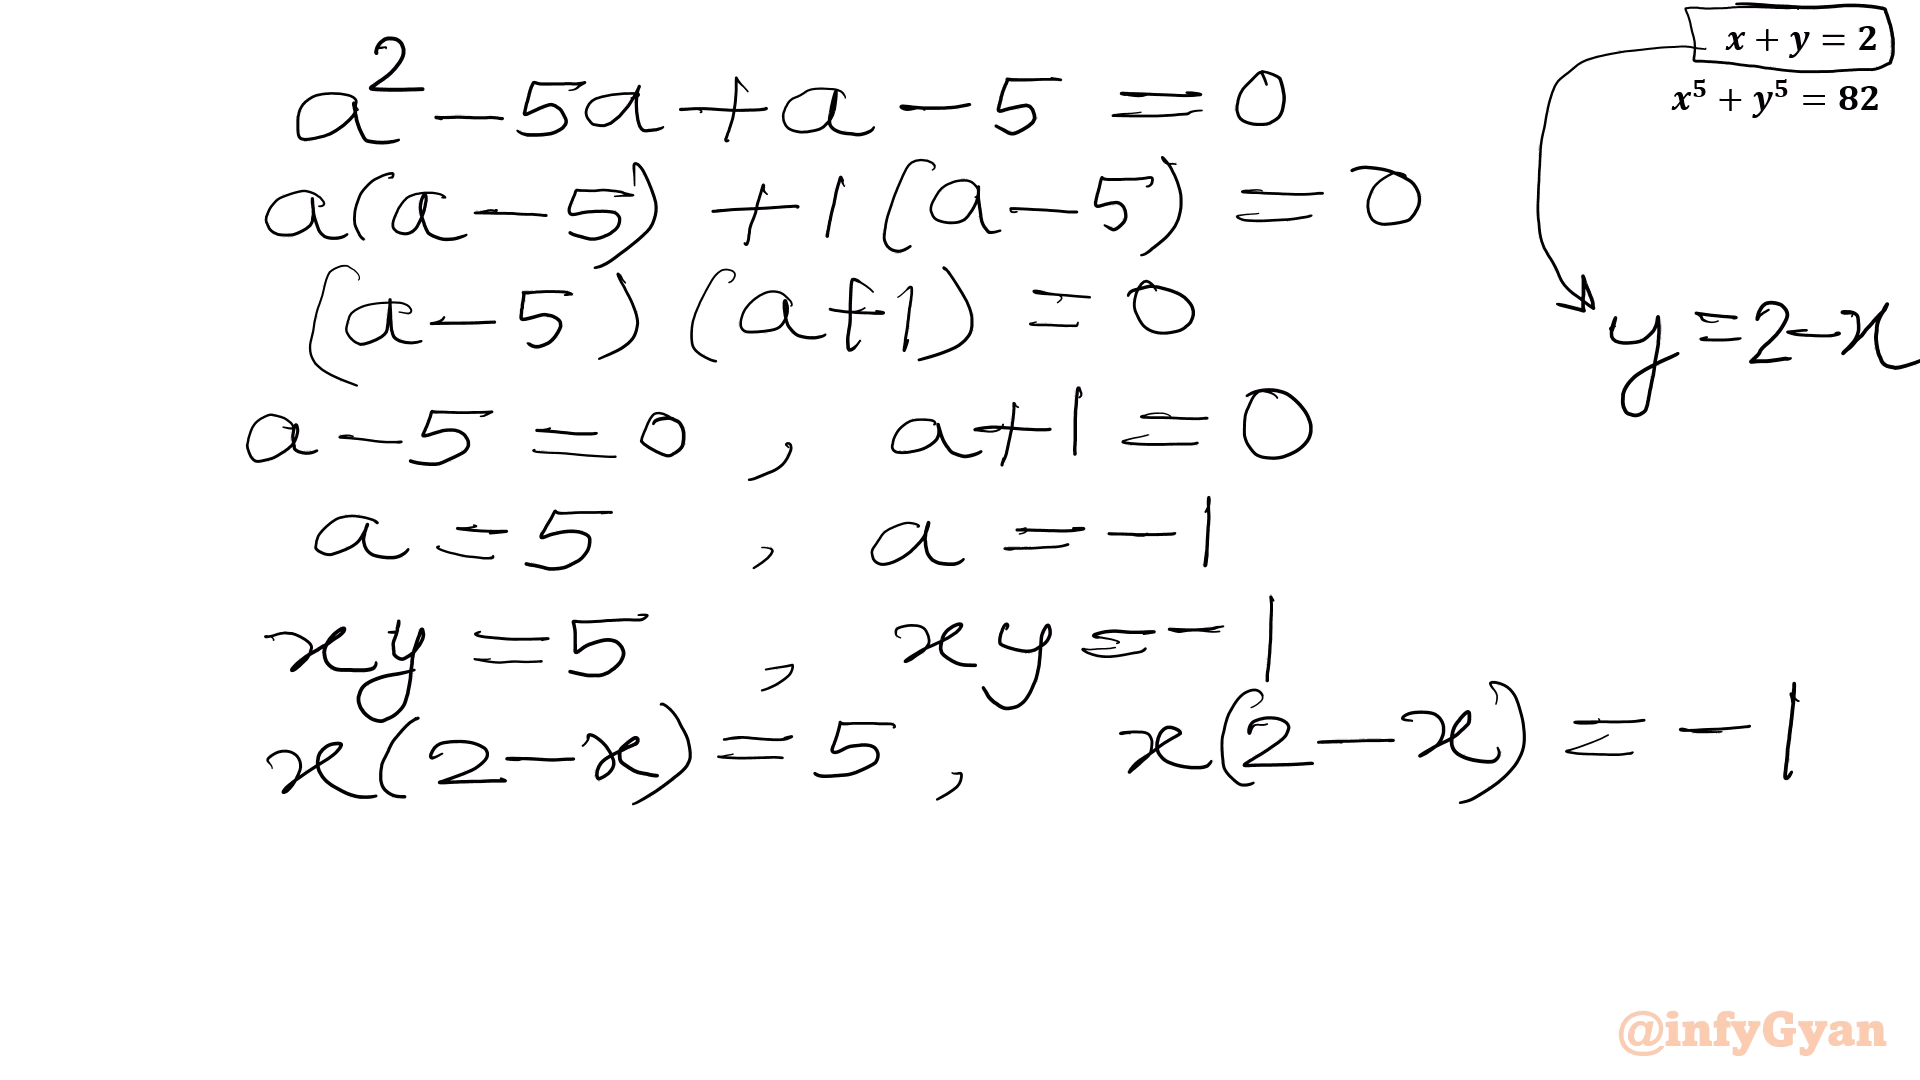 x + y = 2
x⁵ + y⁵ = 82
a² - 5a + a - 5 = 0
a(a - 5) + 1(a - 5) = 0
(a - 5)(a + 1) = 0
y = 2 - x
a - 5 = 0 , a + 1 = 0
a = 5 , a = -1
xy = 5 , xy = -1
x(2 - x) = 5 , x(2 - x) = -1
@infyGyan